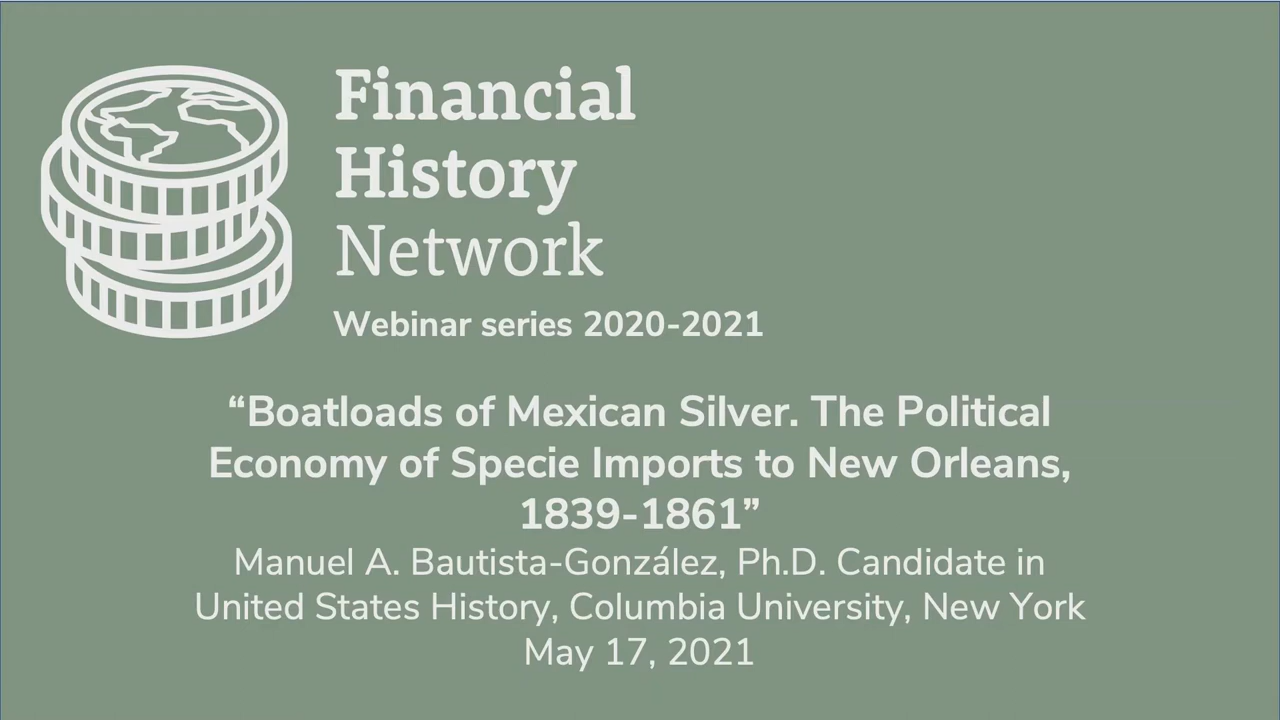 Financial
History
Network
Webinar series 2020-2021
“Boatloads of Mexican Silver. The Political
Economy of Specie Imports to New Orleans,
1839-1861”
Manuel A. Bautista-González, Ph.D. Candidate in
United States History, Columbia University, New York
May 17, 2021